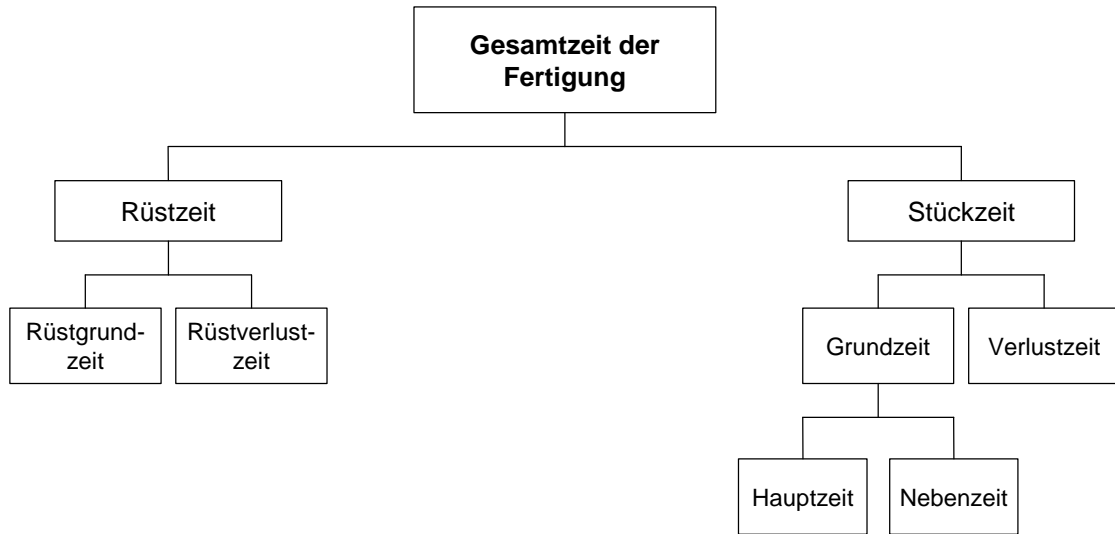 Gesamtzeit der
Fertigung
Rüstzeit
Stückzeit
Rüstgrund-
zeit
Rüstverlust-
zeit
Grundzeit
Verlustzeit
Hauptzeit
Nebenzeit